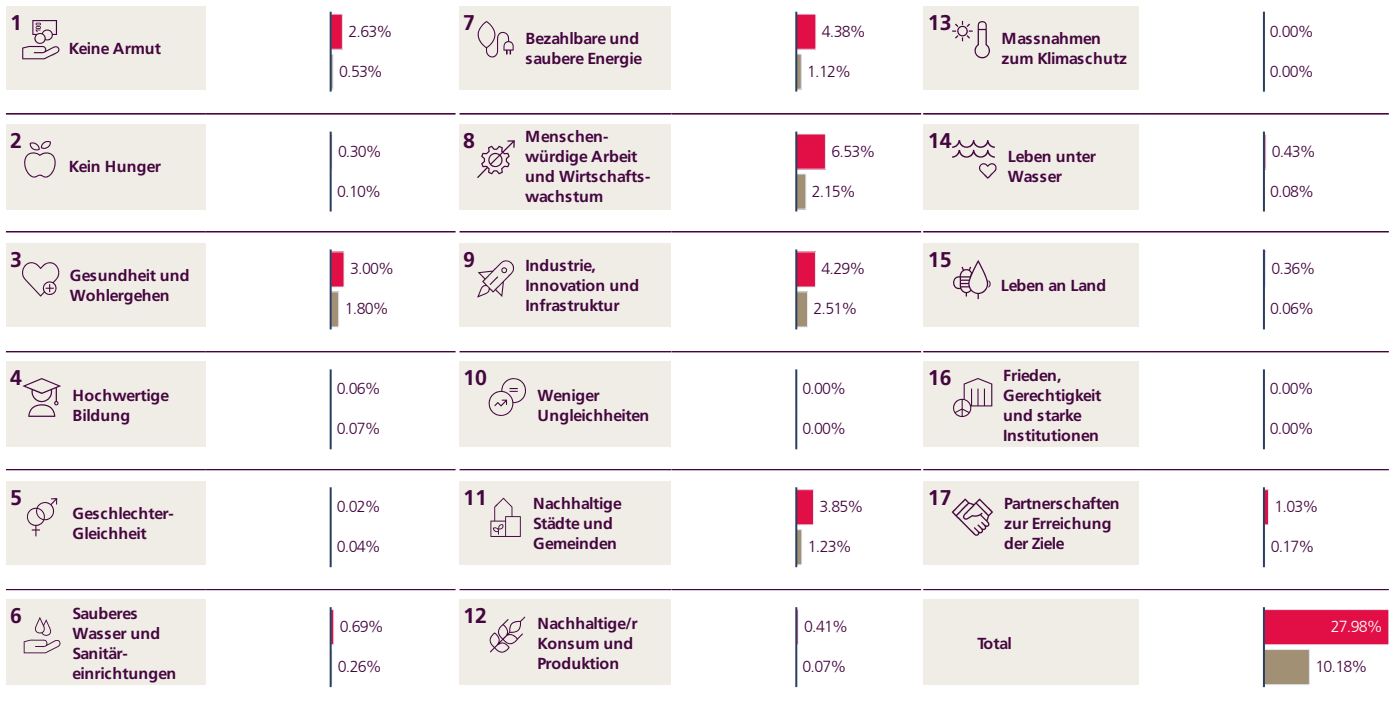 1
Keine Armut
2.63%
0.53%
2
Kein Hunger
0.30%
0.10%
3
Gesundheit und
Wohlergehen
3.00%
1.80%
4
Hochwertige
Bildung
0.06%
0.07%
5
Geschlechter-
Gleichheit
0.02%
0.04%
6
Sauberes
Wasser und
Sanitär-
einrichtungen
0.69%
0.26%
7
Bezahlbare und
saubere Energie
4.38%
1.12%
8
Menschen-
würdige Arbeit
und Wirtschafts-
wachstum
6.53%
2.15%
9
Industrie,
Innovation und
Infrastruktur
4.29%
2.51%
10
Weniger
Ungleichheiten
0.00%
0.00%
11
Nachhaltige
Städte und
Gemeinden
3.85%
1.23%
12
Nachhaltige/r
Konsum und
Produktion
0.41%
0.07%
13
Massnahmen
zum Klimaschutz
0.00%
0.00%
14
Leben unter
Wasser
0.43%
0.08%
15
Leben an Land
0.36%
0.06%
16
Frieden,
Gerechtigkeit
und starke
Institutionen
0.00%
0.00%
17
Partnerschaften
zur Erreichung
der Ziele
1.03%
0.17%
Total
27.98%
10.18%